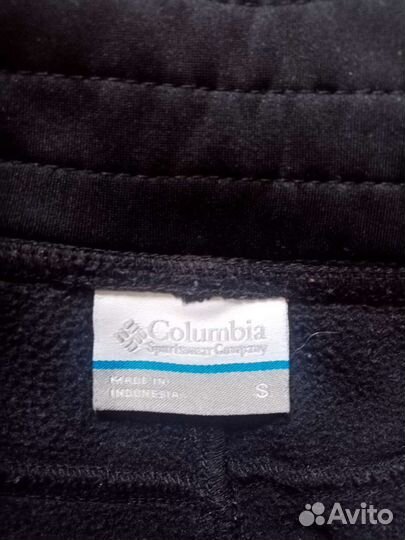 Columbia
Sportswear Company
MADE IN
INDONESIA
S
Avito